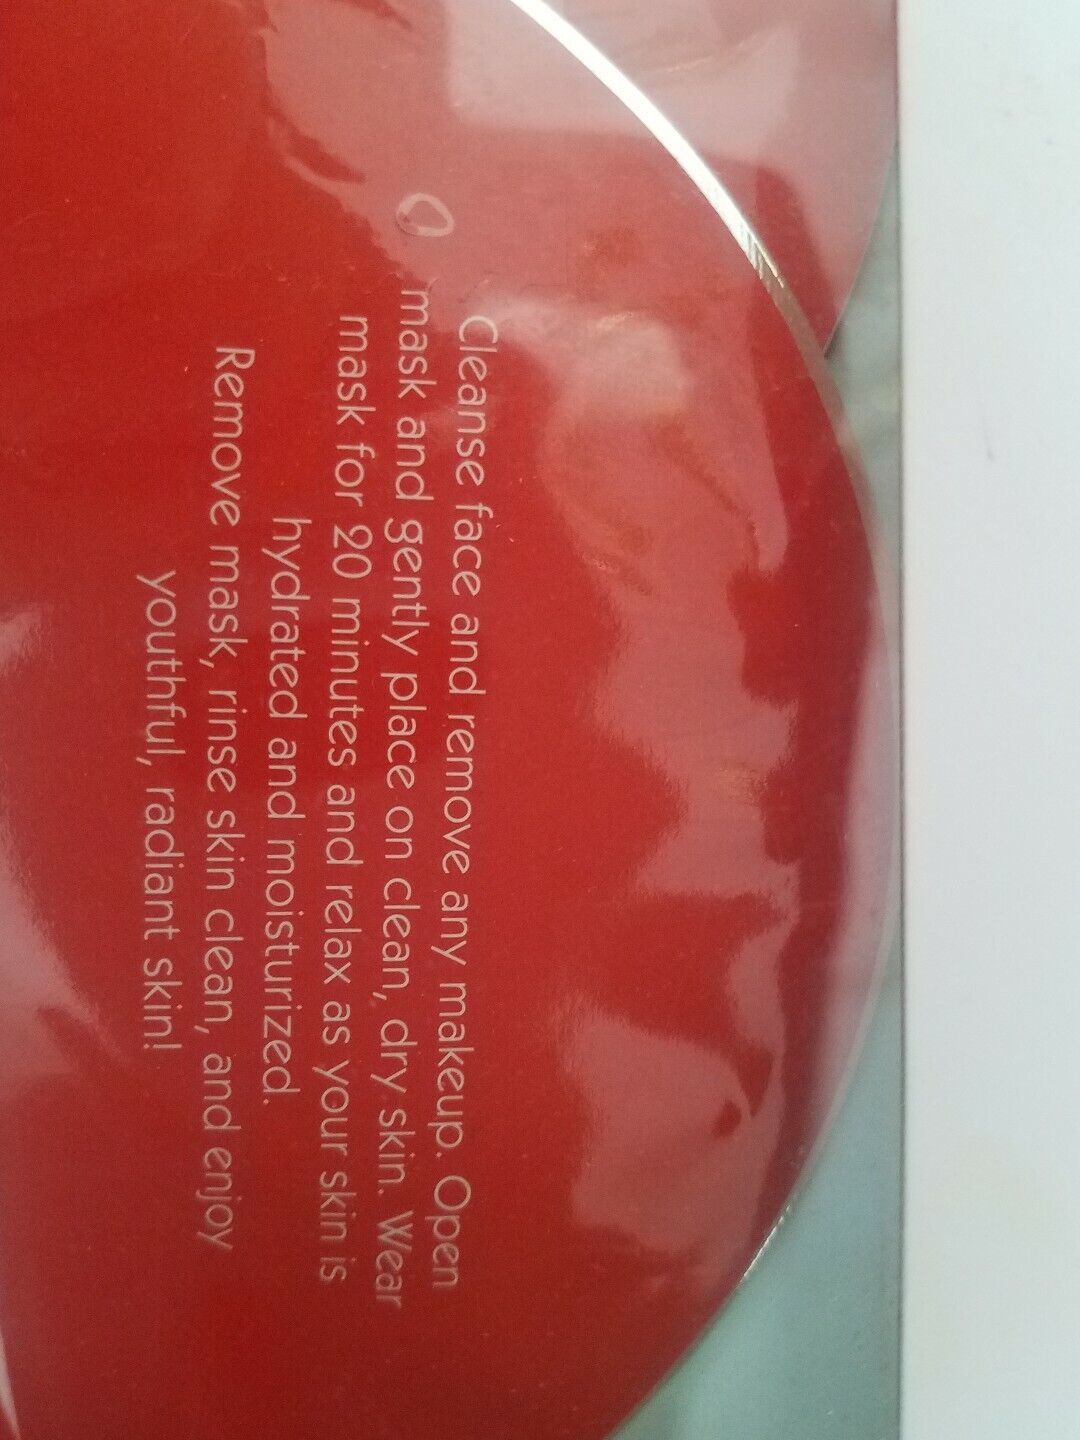 Cleanse face and remove any makeup. Open
mask and gently place on clean, dry skin. Wear
mask for 20 minutes and relax as your skin is
hydrated and moisturized.
Remove mask, rinse skin clean, and enjoy
youthful, radiant skin!